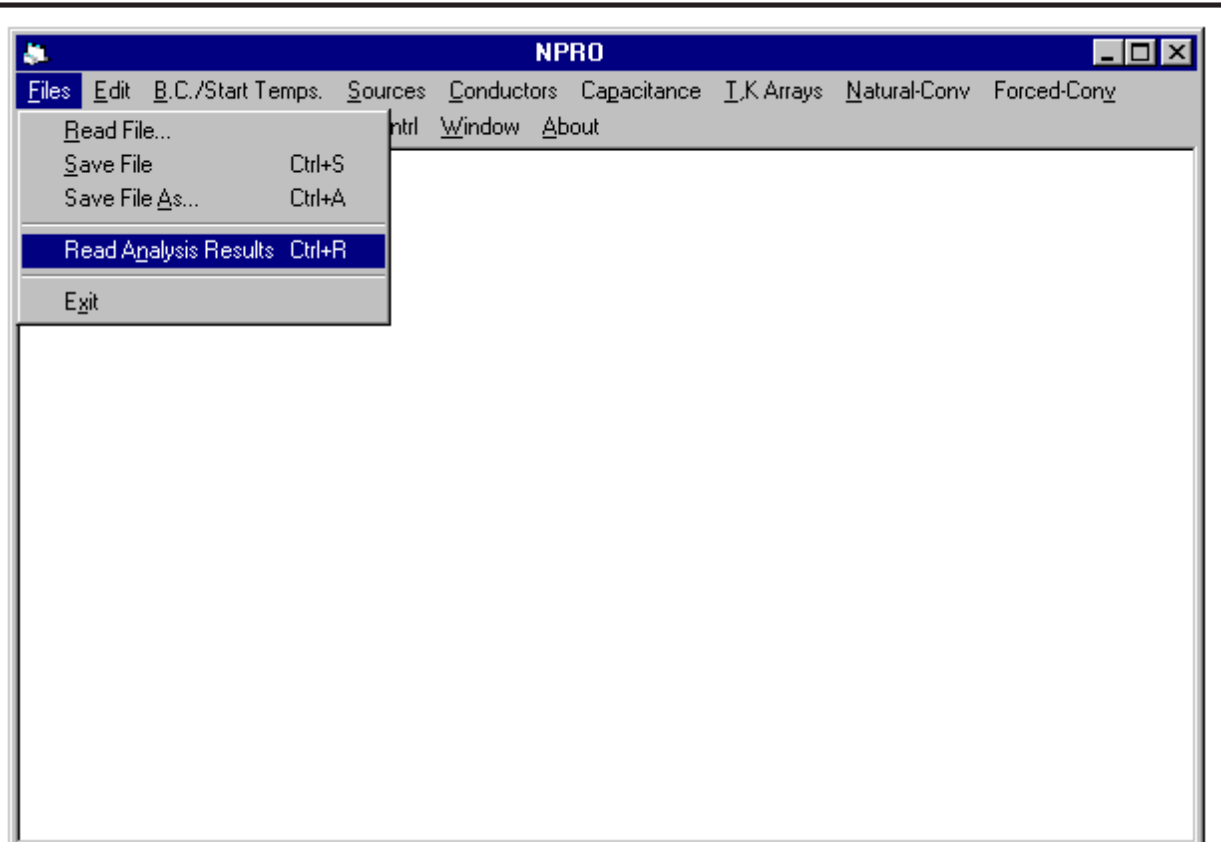 NPRO
Files Edit B.C./Start Temps. Sources Conductors Capacitance T,K Arrays Natural-Conv Forced-Conv
ntrl Window About
Read File...
Save File Ctrl+S
Save File As... Ctrl+A
Read Analysis Results Ctrl+R
Exit